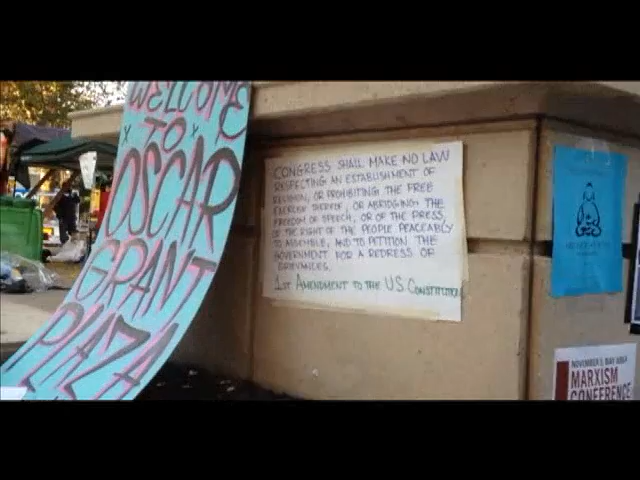 WELCOME
TO
OSCAR
GRANT
PLAZA
CONGRESS SHALL MAKE NO LAW
RESPECTING AN ESTABLISHMENT OF
RELIGION, OR PROHIBITING THE FREE
EXERCISE THEREOF, OR ABRIDGING THE
FREEDOM OF SPEECH, OR OF THE PRESS,
OR THE RIGHT OF THE PEOPLE PEACEABLY
TO ASSEMBLE, AND TO PETITION THE
GOVERNMENT FOR A REDRESS OF
GRIEVANCES.
1ST AMENDMENT TO THE US CONSTITUTION
MARXISM
CONFERENCE